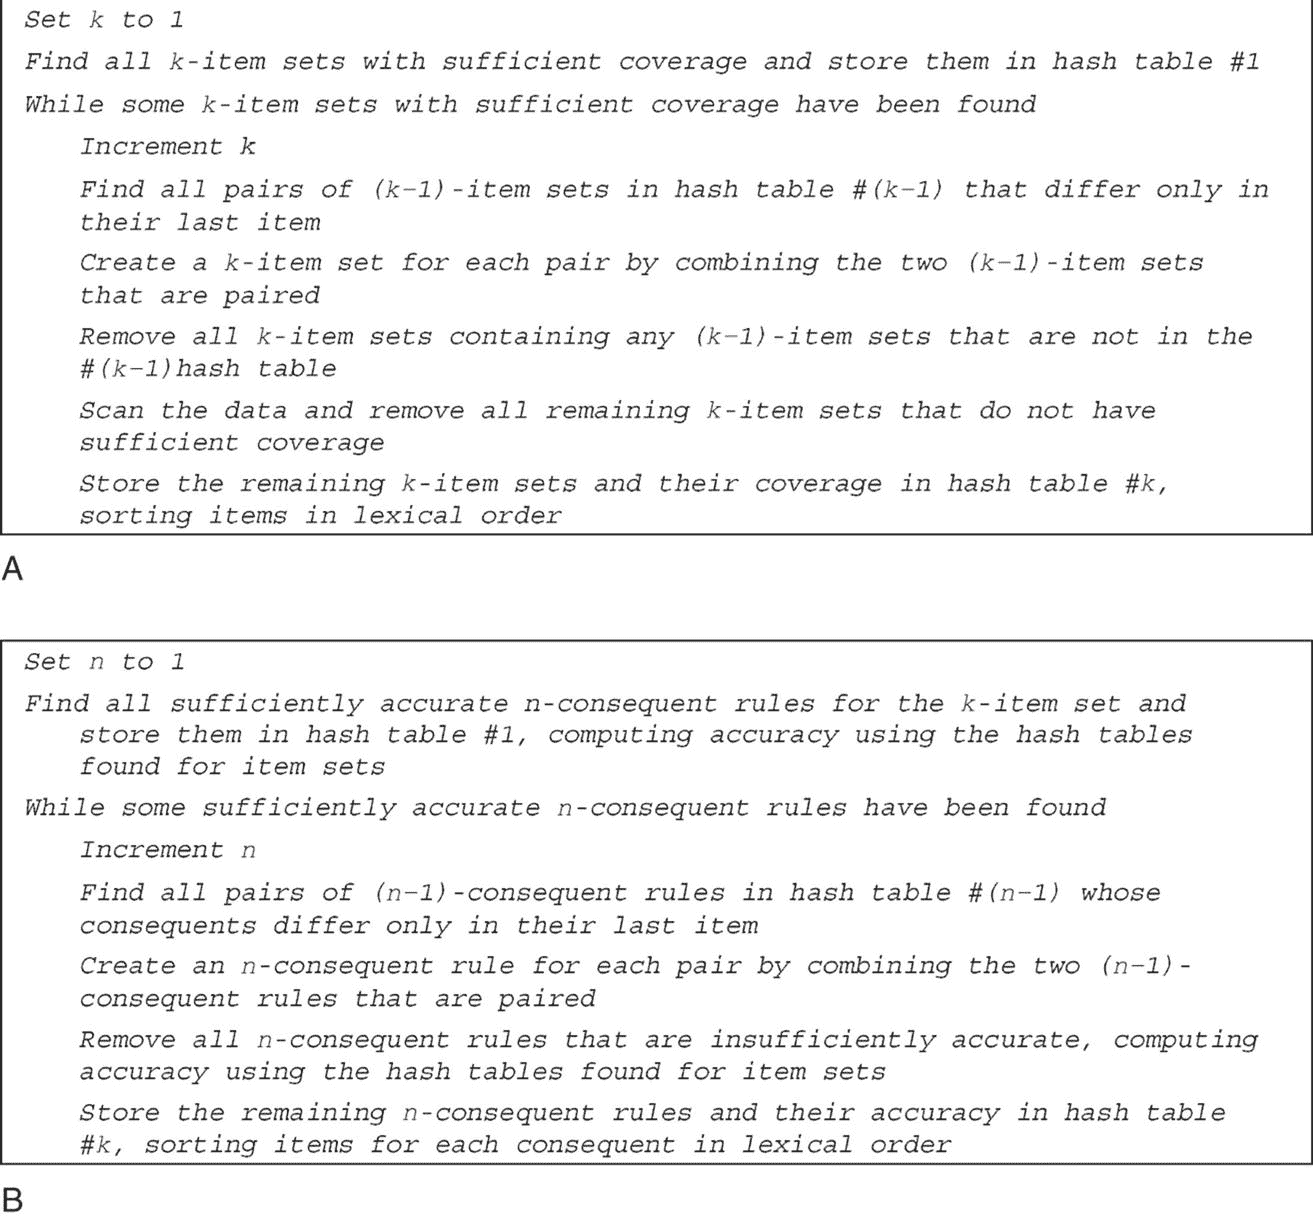 Set k to 1
Find all k-item sets with sufficient coverage and store them in hash table #1
While some k-item sets with sufficient coverage have been found
Increment k
Find all pairs of (k−1)-item sets in hash table #(k−1) that differ only in
their last item
Create a k-item set for each pair by combining the two (k−1)-item sets
that are paired
Remove all k-item sets containing any (k−1)-item sets that are not in the
#(k−1)hash table
Scan the data and remove all remaining k-item sets that do not have
sufficient coverage
Store the remaining k-item sets and their coverage in hash table #k,
sorting items in lexical order
A
Set n to 1
Find all sufficiently accurate n-consequent rules for the k-item set and
store them in hash table #1, computing accuracy using the hash tables
found for item sets
While some sufficiently accurate n-consequent rules have been found
Increment n
Find all pairs of (n−1)-consequent rules in hash table #(n−1) whose
consequents differ only in their last item
Create an n-consequent rule for each pair by combining the two (n−1)-
consequent rules that are paired
Remove all n-consequent rules that are insufficiently accurate, computing
accuracy using the hash tables found for item sets
Store the remaining n-consequent rules and their accuracy in hash table
#k, sorting items for each consequent in lexical order
B